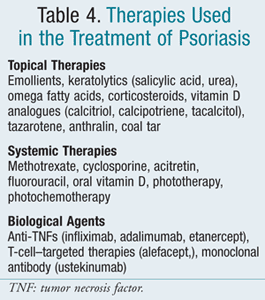 Table 4. Therapies Used
in the Treatment of Psoriasis
Topical Therapies
Emollients, keratolytics (salicylic acid, urea),
omega fatty acids, corticosteroids, vitamin D
analogues (calcitriol, calcipotriene, tacalcitol),
tazarotene, anthralin, coal tar
Systemic Therapies
Methotrexate, cyclosporine, acitretin,
fluorouracil, oral vitamin D, phototherapy,
photochemotherapy
Biological Agents
Anti-TNFs (infliximab, adalimumab, etanercept),
T-cell–targeted therapies (alefacept,), monoclonal
antibody (ustekinumab)
TNF: tumor necrosis factor.